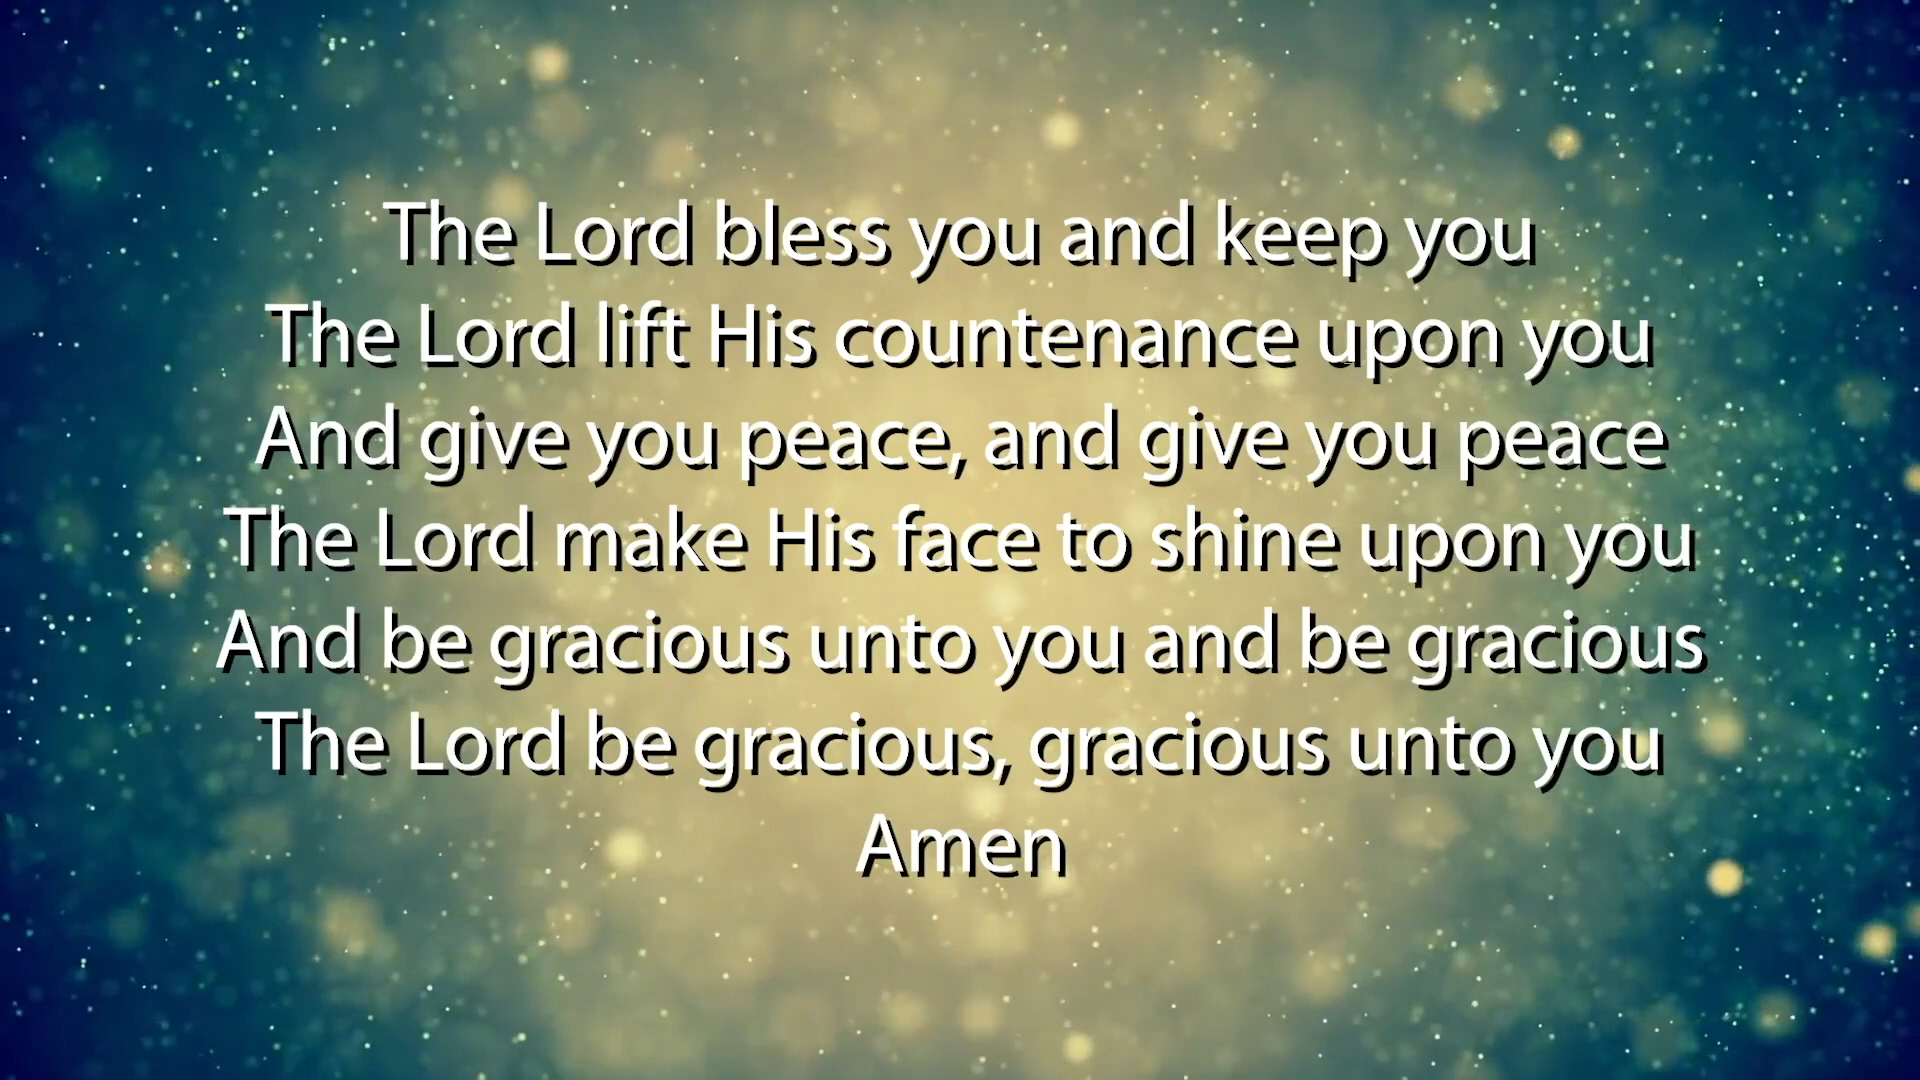 The Lord bless you and keep you
The Lord lift His countenance upon you
And give you peace, and give you peace
The Lord make His face to shine upon you
And be gracious unto you and be gracious
The Lord be gracious, gracious unto you
Amen